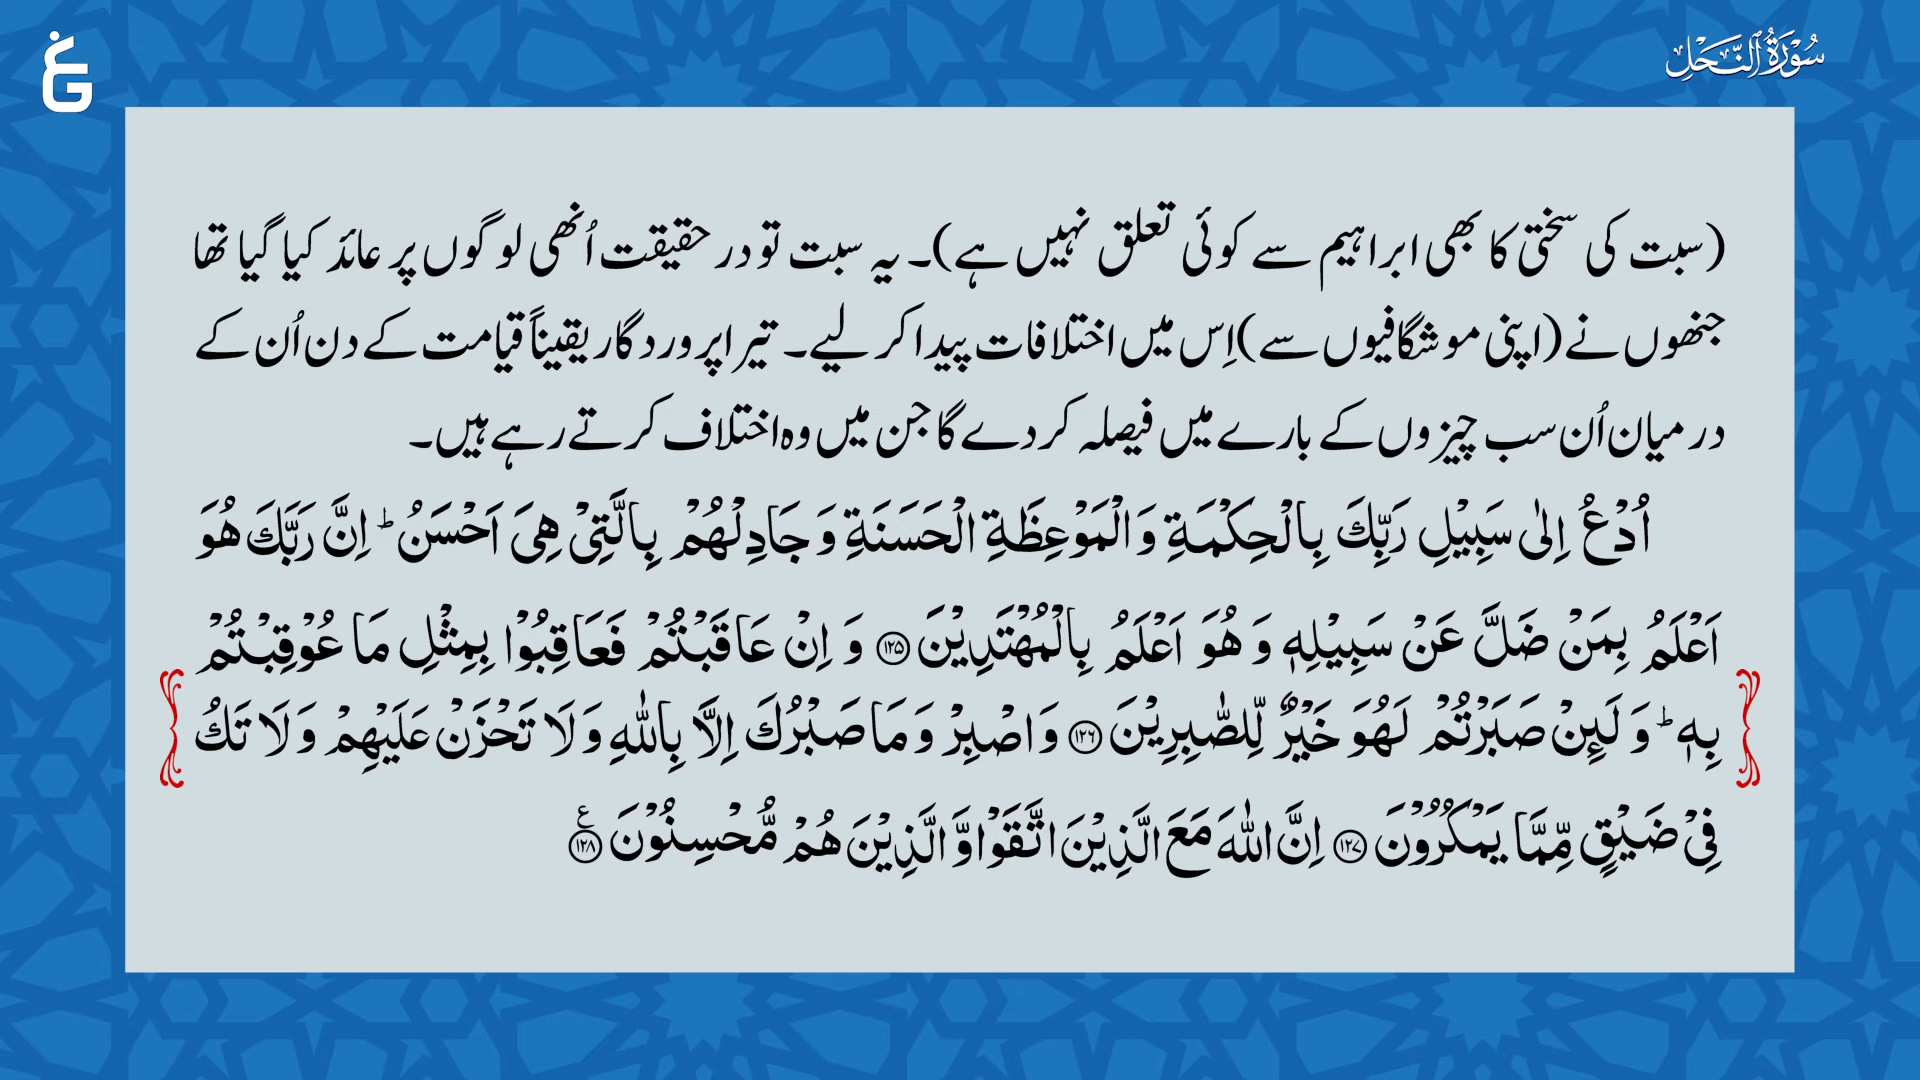 سُوْرَةُ النَّحْلِ
غ G
(سبت کی سختی کا بھی ابراہیم سے کوئی تعلق نہیں ہے)۔ یہ سبت تو در حقیقت اُنھی لوگوں پر عائد کیا گیا تھا
جنھوں نے (اپنی موشگافیوں سے) اِس میں اختلافات پیدا کر لیے۔ تیرا پروردگار یقیناً قیامت کے دن اُن کے
درمیان اُن سب چیزوں کے بارے میں فیصلہ کر دے گا جن میں وہ اختلاف کرتے رہے ہیں۔
اُدْعُ اِلٰى سَبِيْلِ رَبِّكَ بِالْحِكْمَةِ وَالْمَوْعِظَةِ الْحَسَنَةِ وَ جَادِلْهُمْ بِالَّتِيْ هِيَ اَحْسَنُ ؕ اِنَّ رَبَّكَ هُوَ
اَعْلَمُ بِمَنْ ضَلَّ عَنْ سَبِيْلِهٖ وَ هُوَ اَعْلَمُ بِالْمُهْتَدِيْنَ ﴿۱۲۵﴾ وَ اِنْ عَاقَبْتُمْ فَعَاقِبُوْا بِمِثْلِ مَا عُوْقِبْتُمْ
بِهٖ ؕ وَ لَىِٕنْ صَبَرْتُمْ لَهُوَ خَيْرٌ لِّلصّٰبِرِيْنَ ﴿۱۲۶﴾ وَاصْبِرْ وَمَا صَبْرُكَ اِلَّا بِاللّٰهِ وَلَا تَحْزَنْ عَلَيْهِمْ وَلَا تَكُ
فِيْ ضَيْقٍ مِّمَّا يَمْكُرُوْنَ ﴿۱۲۷﴾ اِنَّ اللّٰهَ مَعَ الَّذِيْنَ اتَّقَوْا وَّالَّذِيْنَ هُمْ مُّحْسِنُوْنَ ﴿۱۲۸﴾ ع